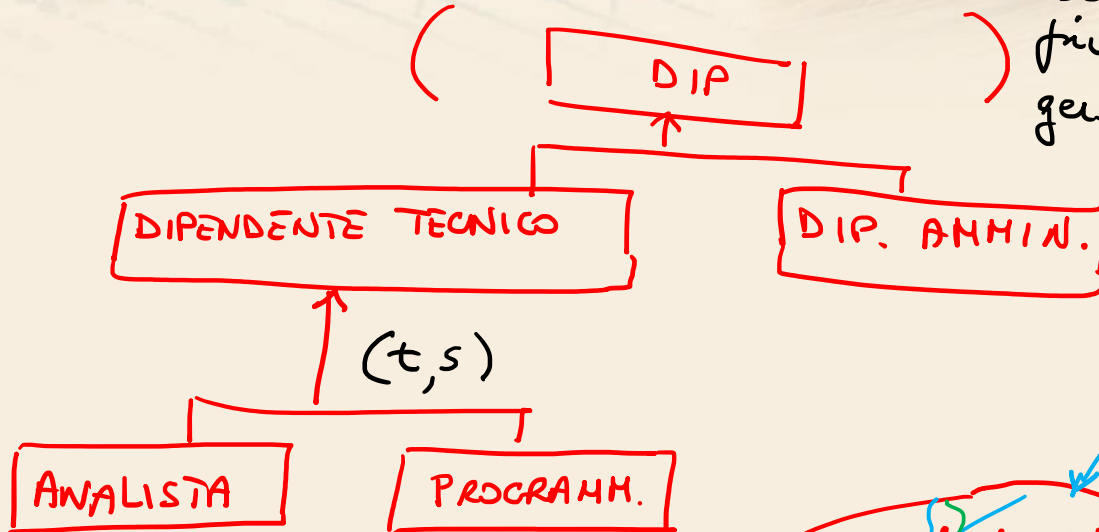 DIP
DIPENDENTE TECNICO
DIP. AMMIN.
(t,s)
ANALISTA
PROGRAMM.